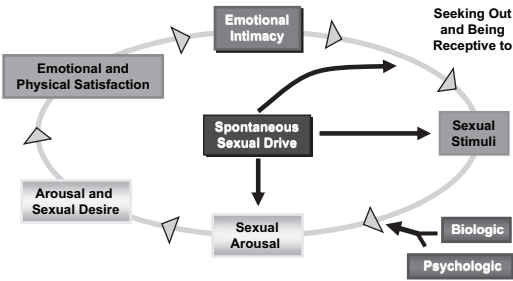 Emotional
Intimacy
Seeking Out
and Being
Receptive to
Emotional and
Physical Satisfaction
Spontaneous
Sexual Drive
Sexual
Stimuli
Arousal and
Sexual Desire
Sexual
Arousal
Biologic
Psychologic